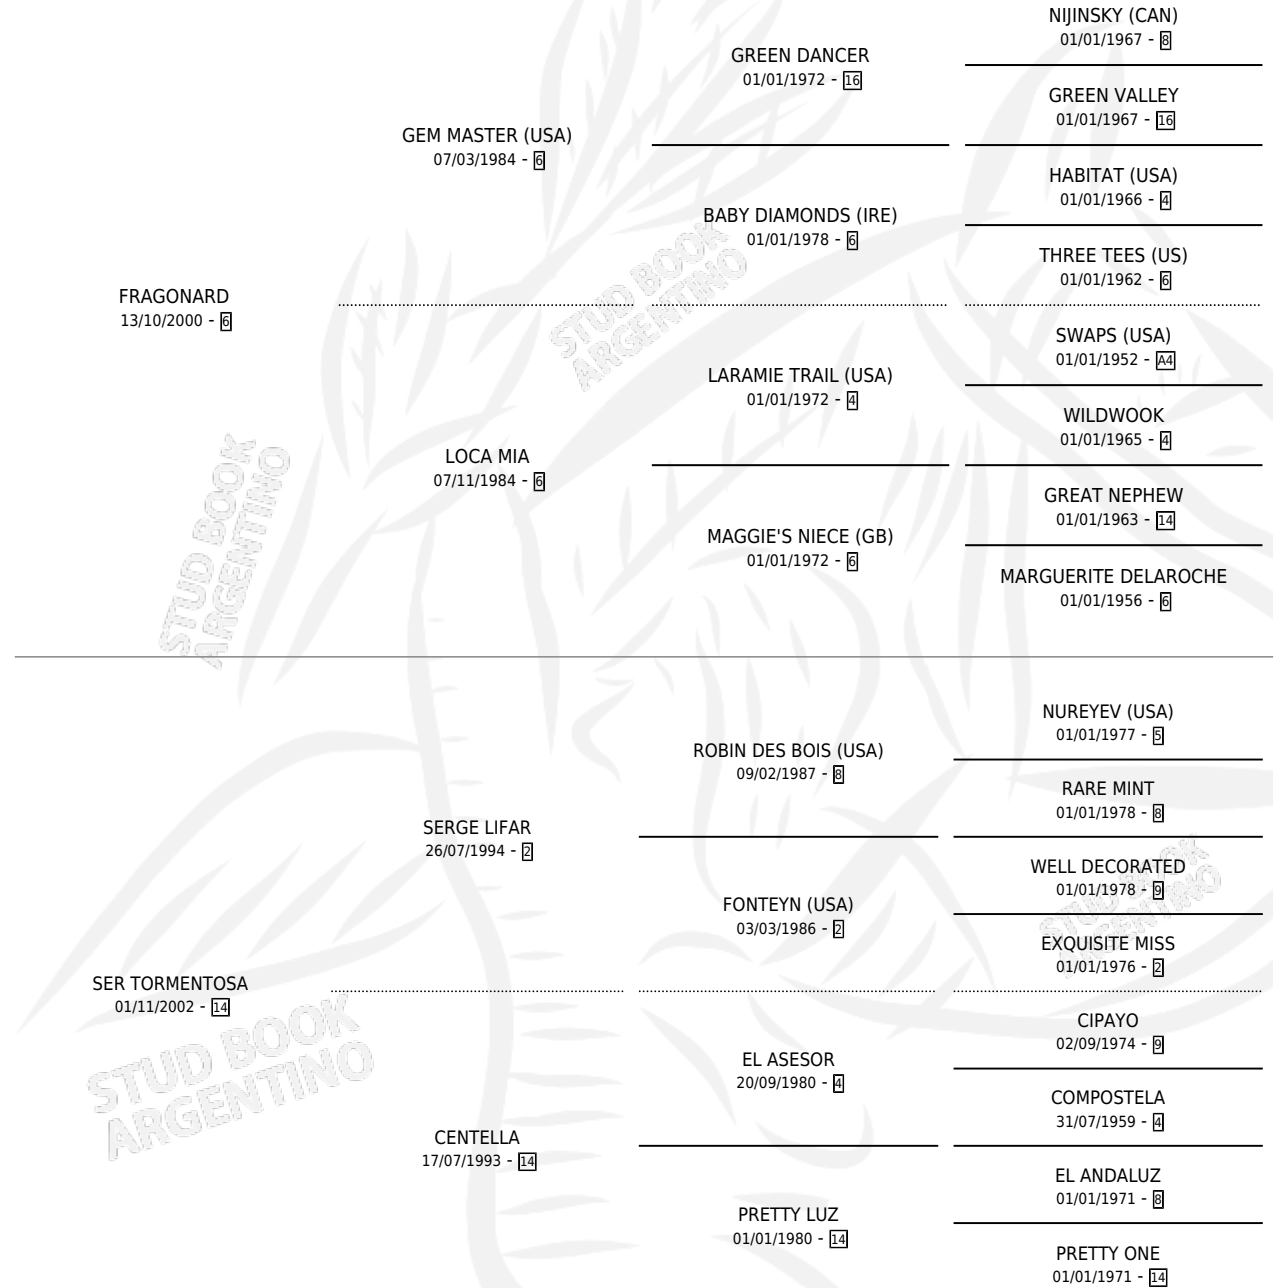 NIJINSKY (CAN)
01/01/1967 - 8
GREEN DANCER
01/01/1972 - 16
GREEN VALLEY
01/01/1967 - 16
GEM MASTER (USA)
07/03/1984 - 6
HABITAT (USA)
01/01/1966 - 4
BABY DIAMONDS (IRE)
01/01/1978 - 6
THREE TEES (US)
01/01/1962 - 6
FRAGONARD
13/10/2000 - 6
SWAPS (USA)
01/01/1952 - A4
LARAMIE TRAIL (USA)
01/01/1972 - 4
WILDWOOK
01/01/1965 - 4
LOCA MIA
07/11/1984 - 6
GREAT NEPHEW
01/01/1963 - 14
MAGGIE'S NIECE (GB)
01/01/1972 - 6
MARGUERITE DELAROCHE
01/01/1956 - 6
STUD BOOK
ARGENTINO
STUD BOOK
ARGENTINO
NUREYEV (USA)
01/01/1977 - 5
ROBIN DES BOIS (USA)
09/02/1987 - 8
RARE MINT
01/01/1978 - 8
SERGE LIFAR
26/07/1994 - 2
WELL DECORATED
01/01/1978 - 9
FONTEYN (USA)
03/03/1986 - 2
EXQUISITE MISS
01/01/1976 - 2
STUD BOOK
ARGENTINO
SER TORMENTOSA
01/11/2002 - 14
CIPAYO
02/09/1974 - 9
EL ASESOR
20/09/1980 - 4
COMPOSTELA
31/07/1959 - 4
CENTELLA
17/07/1993 - 14
EL ANDALUZ
01/01/1971 - 8
PRETTY LUZ
01/01/1980 - 14
PRETTY ONE
01/01/1971 - 14
STUD BOOK
ARGENTINO